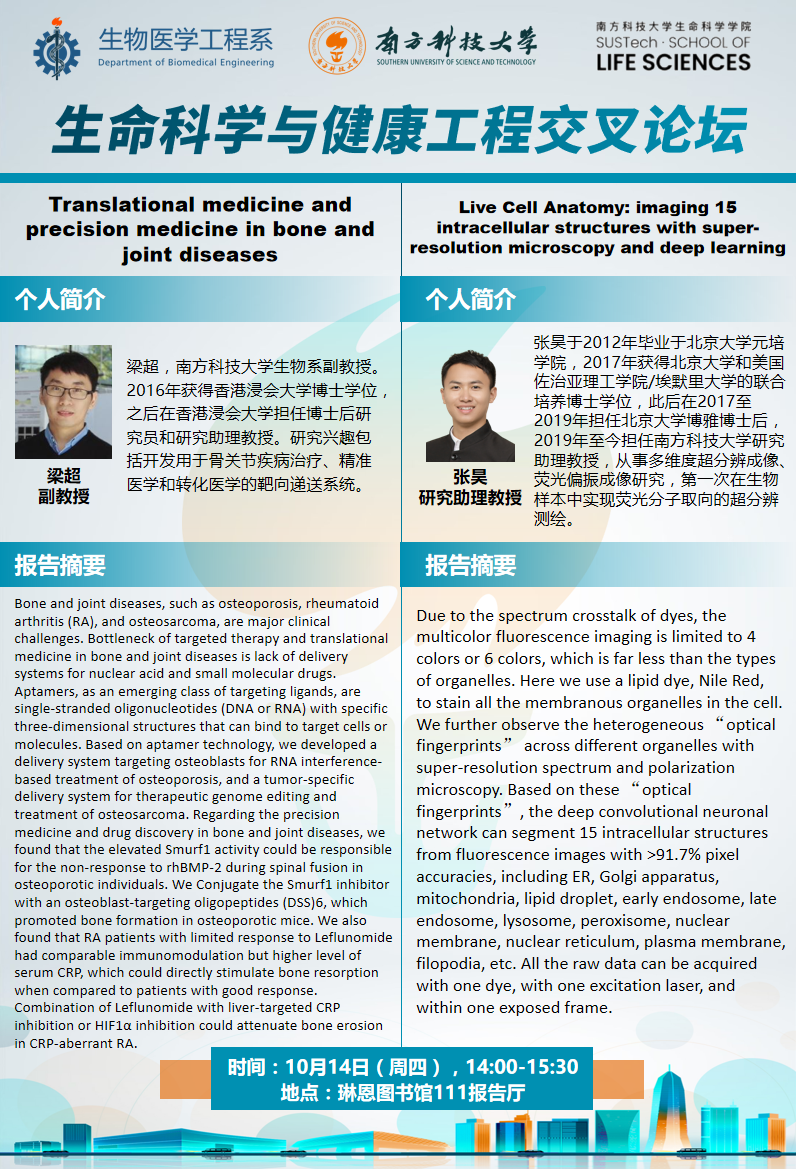 生物医学工程系
Department of Biomedical Engineering
南方科技大学
SOUTHERN UNIVERSITY OF SCIENCE AND TECHNOLOGY
南方科技大学生命科学学院
SUSTech · SCHOOL OF
LIFE SCIENCES
生命科学与健康工程交叉论坛
Translational medicine and
precision medicine in bone and
joint diseases
个人简介
梁超，南方科技大学生物系副教授。
2016年获得香港浸会大学博士学位，
之后在香港浸会大学担任博士后研
究员和研究助理教授。研究兴趣包
括开发用于骨关节疾病治疗、精准
医学和转化医学的靶向递送系统。
梁超
副教授
报告摘要
Bone and joint diseases, such as osteoporosis, rheumatoid
arthritis (RA), and osteosarcoma, are major clinical
challenges. Bottleneck of targeted therapy and translational
medicine in bone and joint diseases is lack of delivery
systems for nuclear acid and small molecular drugs.
Aptamers, as an emerging class of targeting ligands, are
single-stranded oligonucleotides (DNA or RNA) with specific
three-dimensional structures that can bind to target cells or
molecules. Based on aptamer technology, we developed a
delivery system targeting osteoblasts for RNA interference-
based treatment of osteoporosis, and a tumor-specific
delivery system for therapeutic genome editing and
treatment of osteosarcoma. Regarding the precision
medicine and drug discovery in bone and joint diseases, we
found that the elevated Smurf1 activity could be responsible
for the non-response to rhBMP-2 during spinal fusion in
osteoporotic individuals. We Conjugate the Smurf1 inhibitor
with an osteoblast-targeting oligopeptides (DSS)6, which
promoted bone formation in osteoporotic mice. We also
found that RA patients with limited response to Leflunomide
had comparable immunomodulation but higher level of
serum CRP, which could directly stimulate bone resorption
when compared to patients with good response.
Combination of Leflunomide with liver-targeted CRP
inhibition or HIF1α inhibition could attenuate bone erosion
in CRP-aberrant RA.
Live Cell Anatomy: imaging 15
intracellular structures with super-
resolution microscopy and deep learning
个人简介
张昊于2012年毕业于北京大学元培
学院，2017年获得北京大学和美国
佐治亚理工学院/埃默里大学的联合
培养博士学位，此后在2017至
2019年担任北京大学博雅博士后，
2019年至今担任南方科技大学研究
助理教授，从事多维度超分辨成像、
荧光偏振成像研究，第一次在生物
样本中实现荧光分子取向的超分辨
测绘。
张昊
研究助理教授
报告摘要
Due to the spectrum crosstalk of dyes, the
multicolor fluorescence imaging is limited to 4
colors or 6 colors, which is far less than the types
of organelles. Here we use a lipid dye, Nile Red,
to stain all the membranous organelles in the cell.
We further observe the heterogeneous “optical
fingerprints” across different organelles with
super-resolution spectrum and polarization
microscopy. Based on these “optical
fingerprints”, the deep convolutional neuronal
network can segment 15 intracellular structures
from fluorescence images with >91.7% pixel
accuracies, including ER, Golgi apparatus,
mitochondria, lipid droplet, early endosome, late
endosome, lysosome, peroxisome, nuclear
membrane, nuclear reticulum, plasma membrane,
filopodia, etc. All the raw data can be acquired
with one dye, with one excitation laser, and
within one exposed frame.
时间：10月14日（周四），14:00-15:30
地点：琳恩图书馆111报告厅